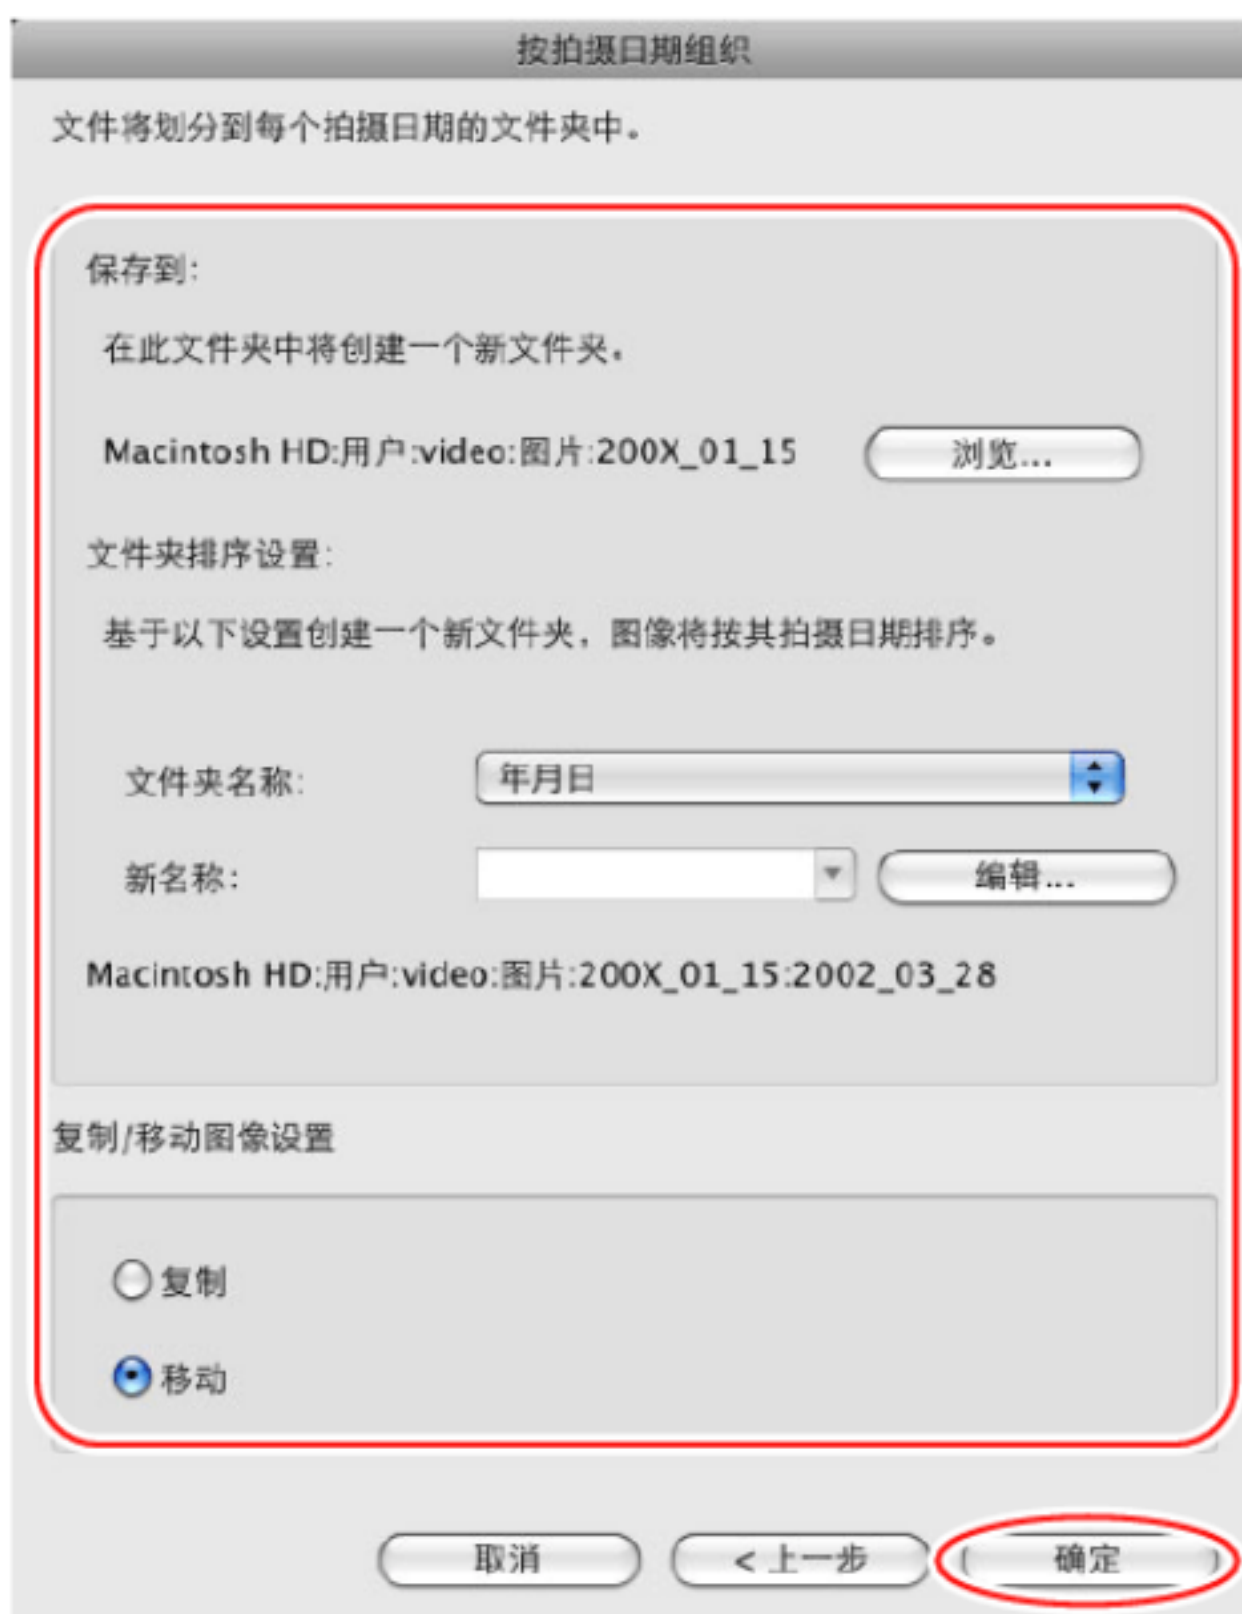 按拍摄日期组织
文件将划分到每个拍摄日期的文件夹中。
保存到:
在此文件夹中将创建一个新文件夹。
Macintosh HD:用户:video:图片:200X_01_15 浏览...
文件夹排序设置:
基于以下设置创建一个新文件夹，图像将按其拍摄日期排序。
文件夹名称: 年月日
新名称: 编辑...
Macintosh HD:用户:video:图片:200X_01_15:2002_03_28
复制/移动图像设置
复制
移动
取消 <上一步 确定